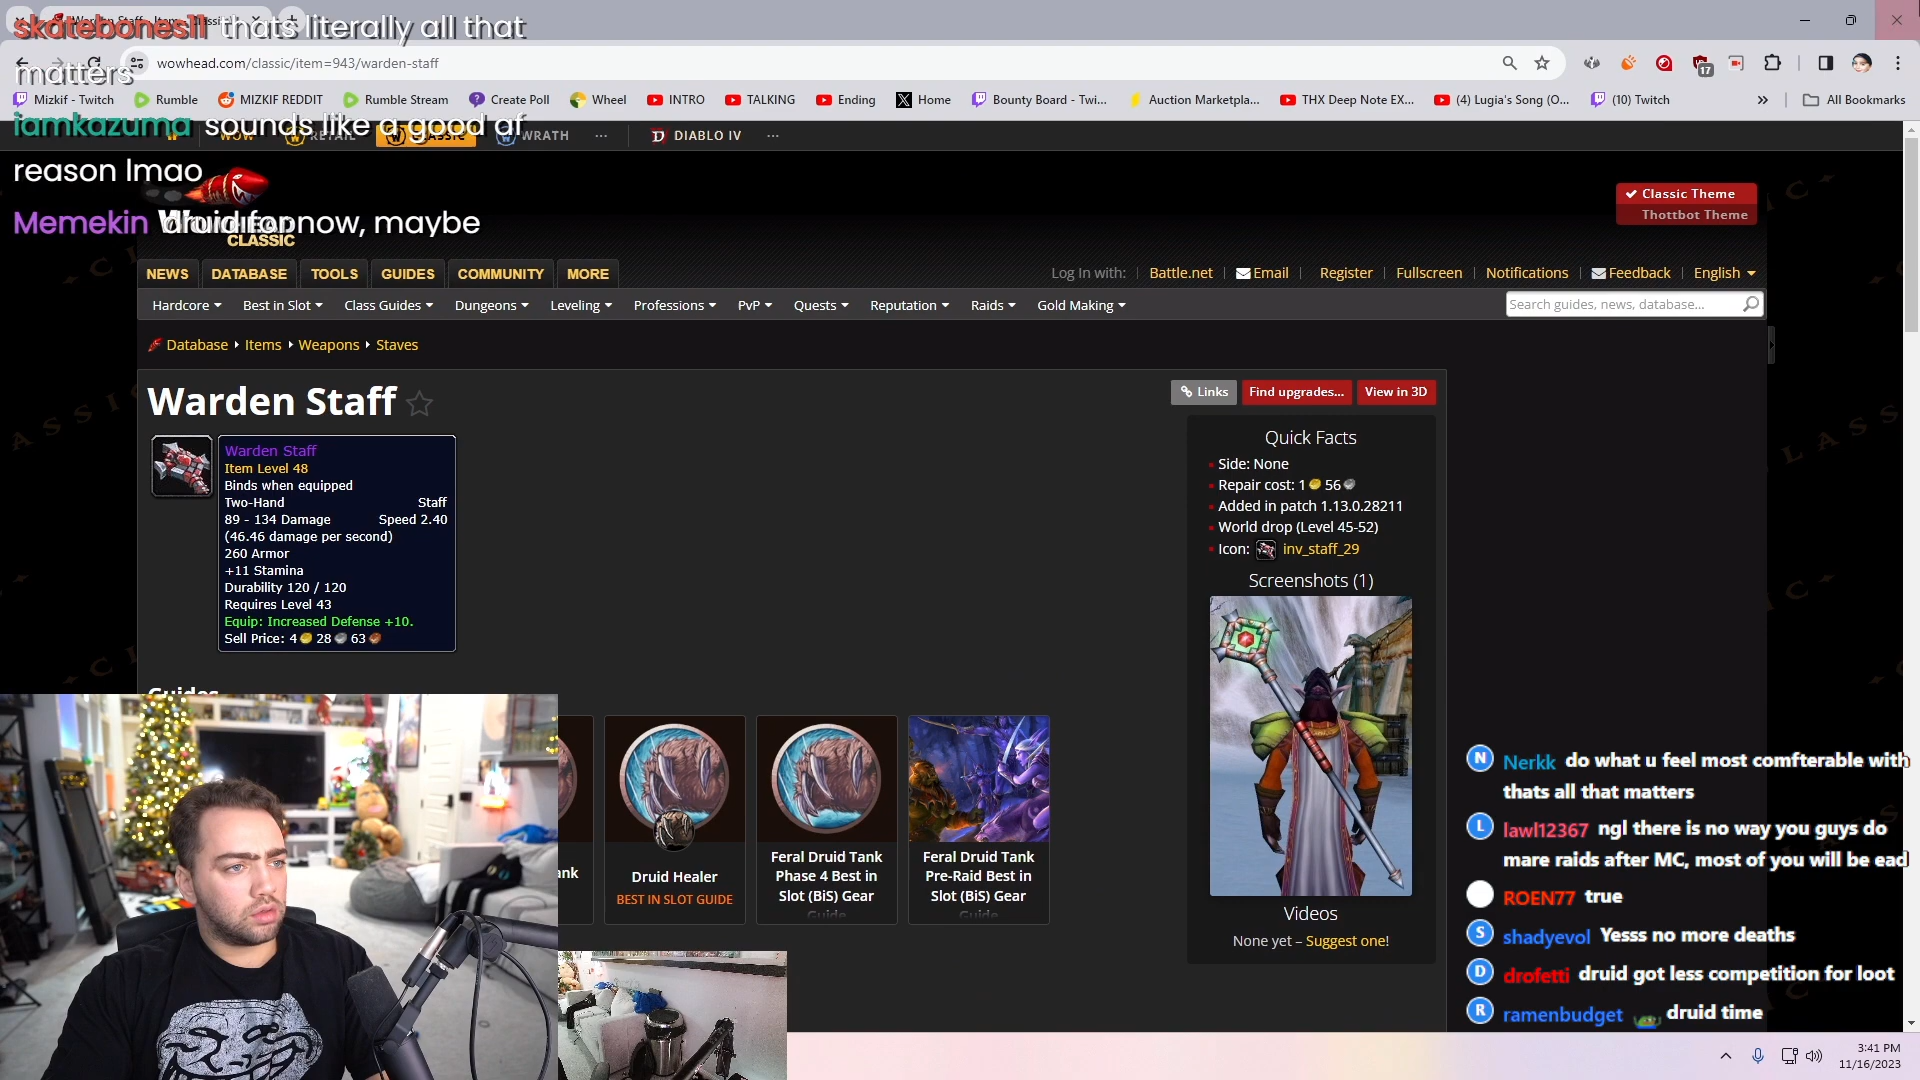 skatebones11 thats literally all that
matters
iamkazuma sounds like a good af
reason lmao
Memekin druid for now, maybe
wowhead.com/classic/item=943/warden-staff
17
Mizkif - Twitch
Rumble
MIZKIF REDDIT
Rumble Stream
Create Poll
Wheel
INTRO
TALKING
Ending
Home
Bounty Board - Twi...
Auction Marketpla...
THX Deep Note EX...
(4) Lugia's Song (O...
(10) Twitch
All Bookmarks
WOW
RETAIL
CLASSIC
WRATH
DIABLO IV
Classic Theme
Thottbot Theme
CLASSIC
NEWS
DATABASE
TOOLS
GUIDES
COMMUNITY
MORE
Log In with:
Battle.net
Email
Register
Fullscreen
Notifications
Feedback
English
Hardcore
Best in Slot
Class Guides
Dungeons
Leveling
Professions
PvP
Quests
Reputation
Raids
Gold Making
Search guides, news, database...
Database
Items
Weapons
Staves
Warden Staff
Links
Find upgrades...
View in 3D
Warden Staff
Item Level 48
Binds when equipped
Two-Hand Staff
89 - 134 Damage Speed 2.40
(46.46 damage per second)
260 Armor
+11 Stamina
Durability 120 / 120
Requires Level 43
Equip: Increased Defense +10.
Sell Price: 4 28 63
Quick Facts
Side: None
Repair cost: 1 56
Added in patch 1.13.0.28211
World drop (Level 45-52)
Icon: inv_staff_29
Screenshots (1)
Videos
None yet – Suggest one!
Guides
Druid Healer
BEST IN SLOT GUIDE
Feral Druid Tank
Phase 4 Best in
Slot (BiS) Gear
Guide
Feral Druid Tank
Pre-Raid Best in
Slot (BiS) Gear
Guide
N Nerkk do what u feel most comfterable with
thats all that matters
L lawl12367 ngl there is no way you guys do
mare raids after MC, most of you will be ead
ROEN77 true
S shadyevol Yesss no more deaths
D drofetti druid got less competition for loot
R ramenbudget druid time
3:41 PM
11/16/2023